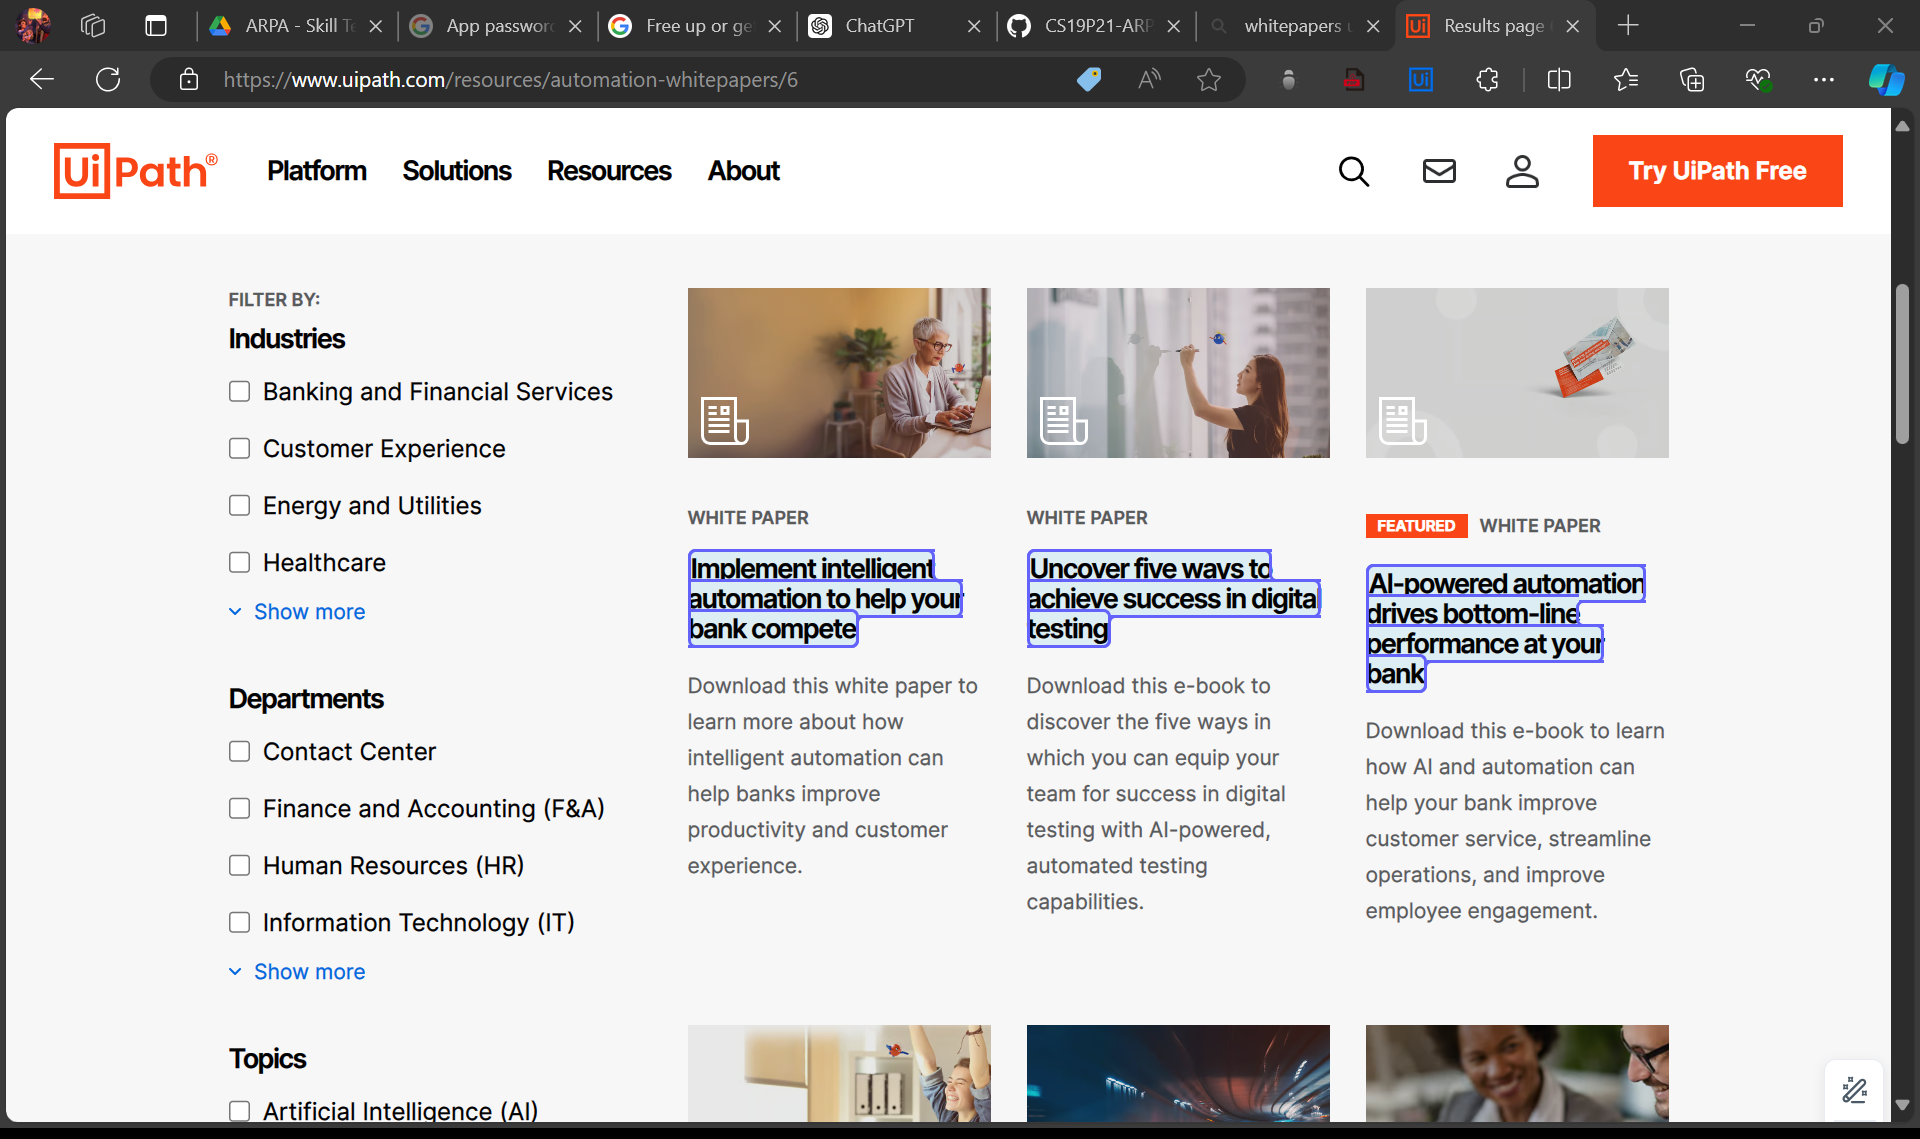 ARPA - Skill Te
App passwor
Free up or ge
ChatGPT
CS19P21-ARP
whitepapers u
Results page
https://www.uipath.com/resources/automation-whitepapers/6
Ui Path®
Platform
Solutions
Resources
About
Try UiPath Free
FILTER BY:
Industries
Banking and Financial Services
Customer Experience
Energy and Utilities
Healthcare
Show more
Departments
Contact Center
Finance and Accounting (F&A)
Human Resources (HR)
Information Technology (IT)
Show more
Topics
Artificial Intelligence (AI)
WHITE PAPER
Implement intelligent
automation to help your
bank compete
Download this white paper to
learn more about how
intelligent automation can
help banks improve
productivity and customer
experience.
WHITE PAPER
Uncover five ways to
achieve success in digital
testing
Download this e-book to
discover the five ways in
which you can equip your
team for success in digital
testing with AI-powered,
automated testing
capabilities.
FEATURED WHITE PAPER
AI-powered automation
drives bottom-line
performance at your
bank
Download this e-book to learn
how AI and automation can
help your bank improve
customer service, streamline
operations, and improve
employee engagement.